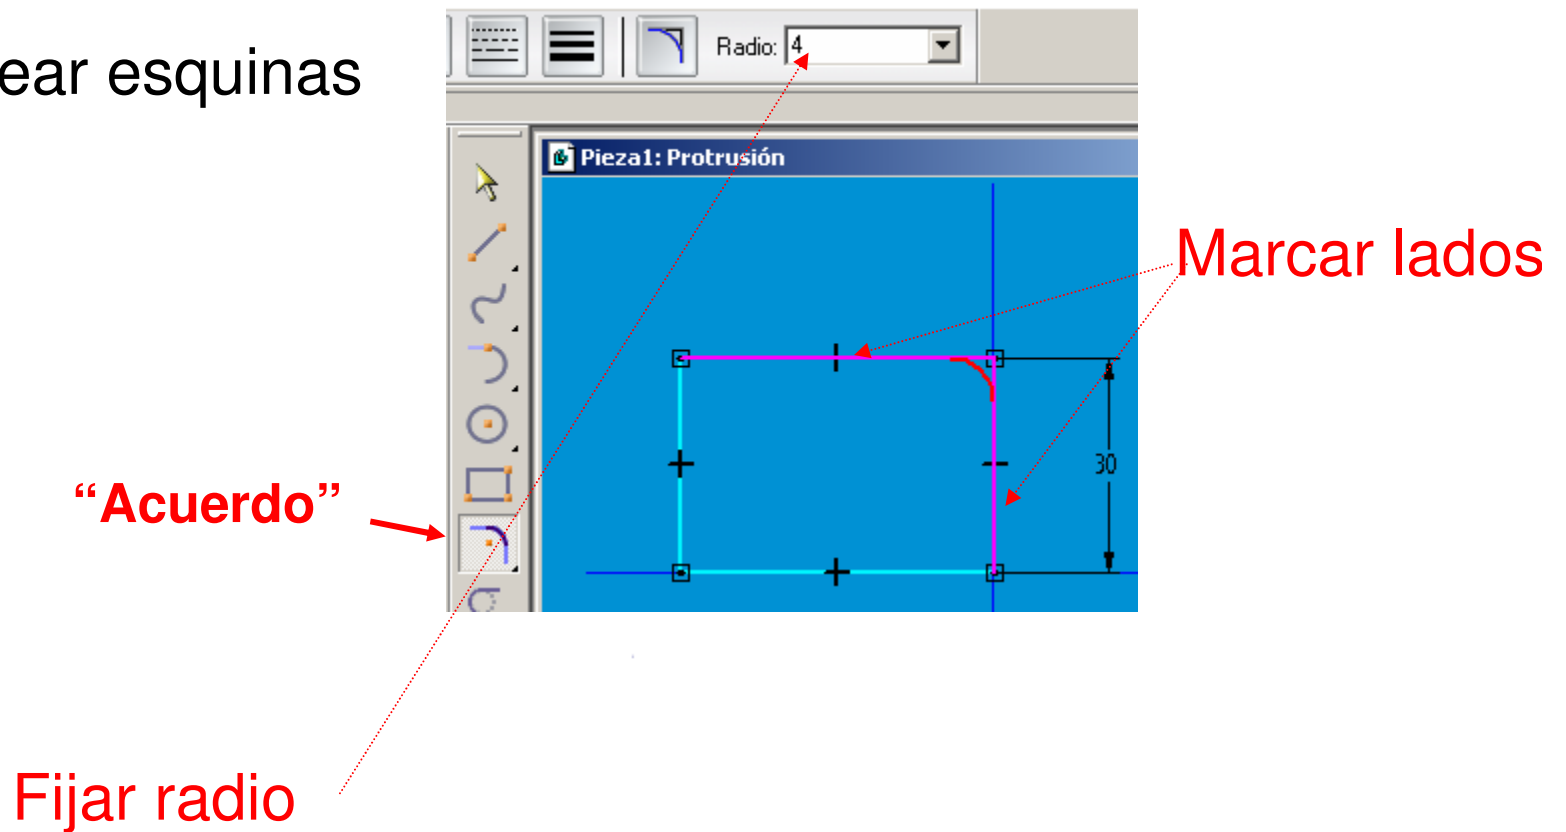 ear esquinas
Radio: 4
Pieza1: Protrusión
Marcar lados
30
“Acuerdo”
Fijar radio